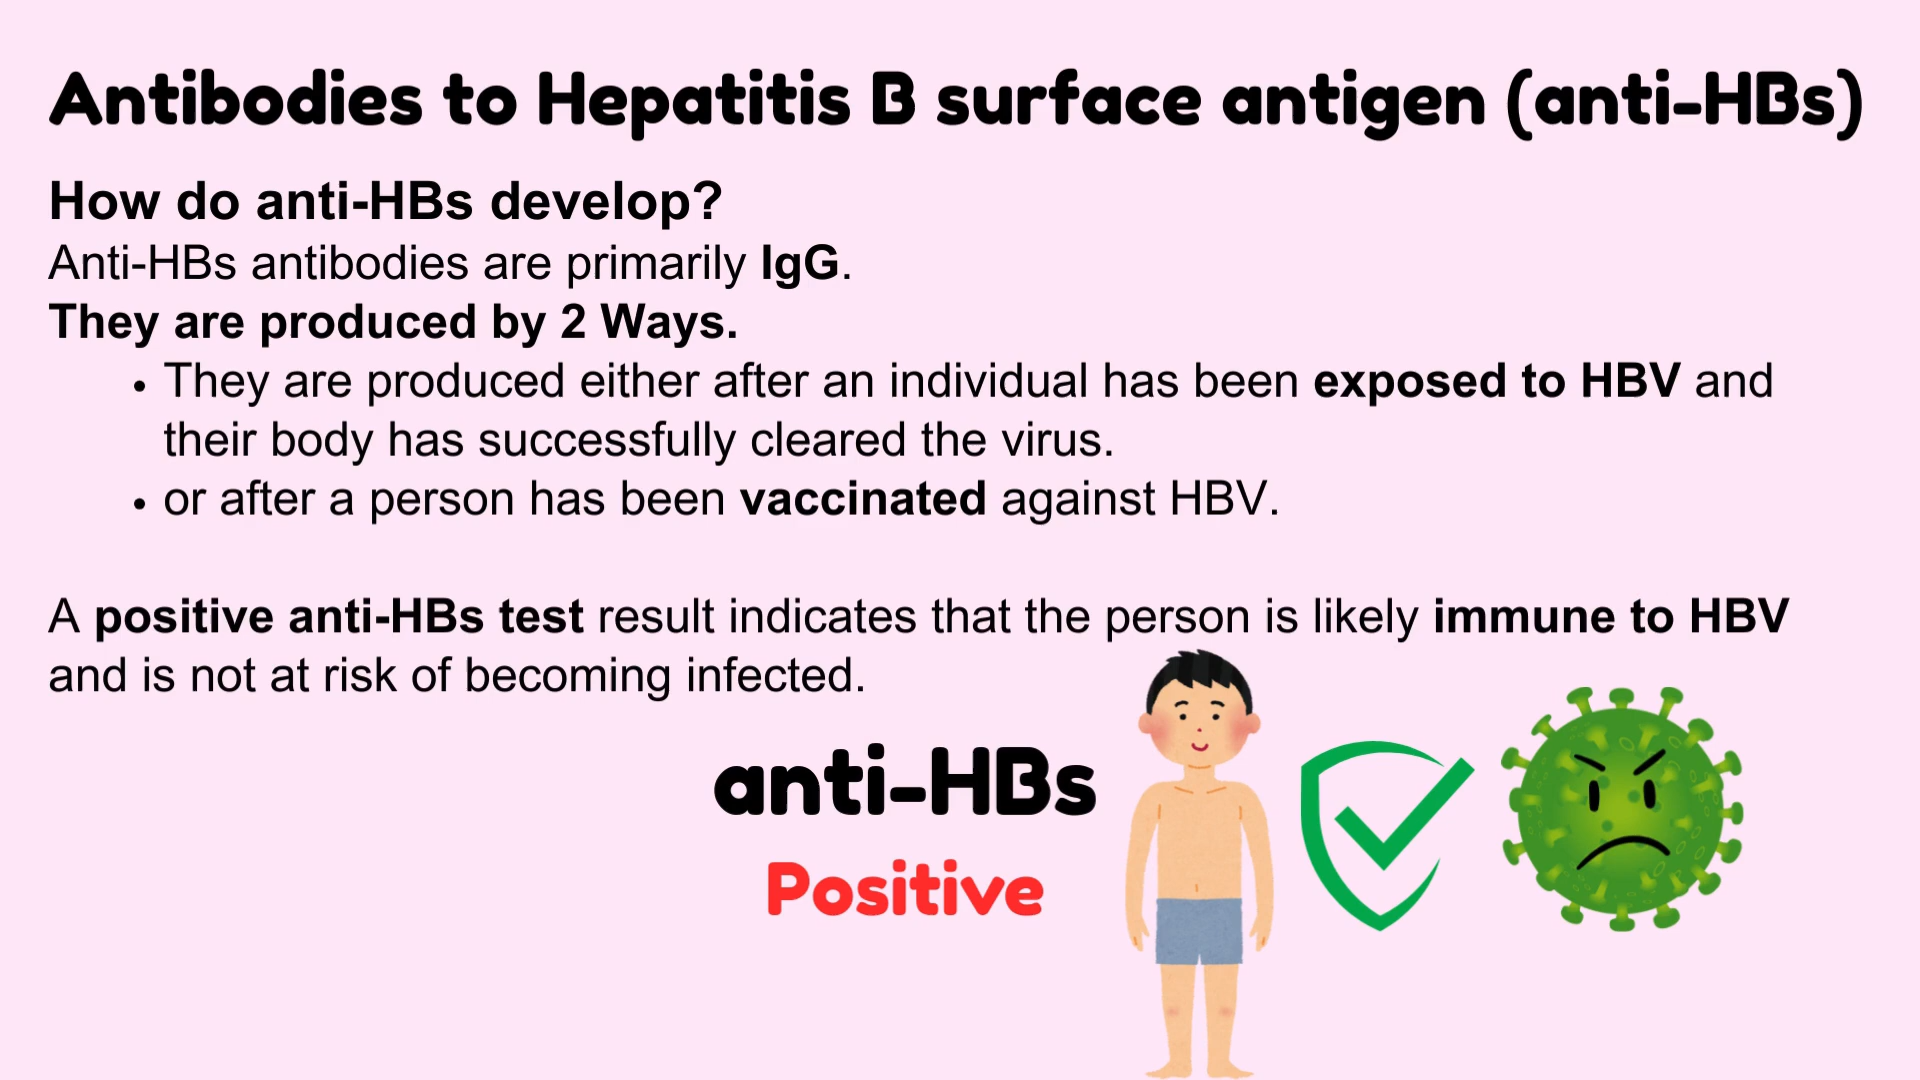 Antibodies to Hepatitis B surface antigen (anti-HBs)
How do anti-HBs develop?
Anti-HBs antibodies are primarily IgG.
They are produced by 2 Ways.
• They are produced either after an individual has been exposed to HBV and
their body has successfully cleared the virus.
• or after a person has been vaccinated against HBV.
A positive anti-HBs test result indicates that the person is likely immune to HBV
and is not at risk of becoming infected.
anti-HBs
Positive